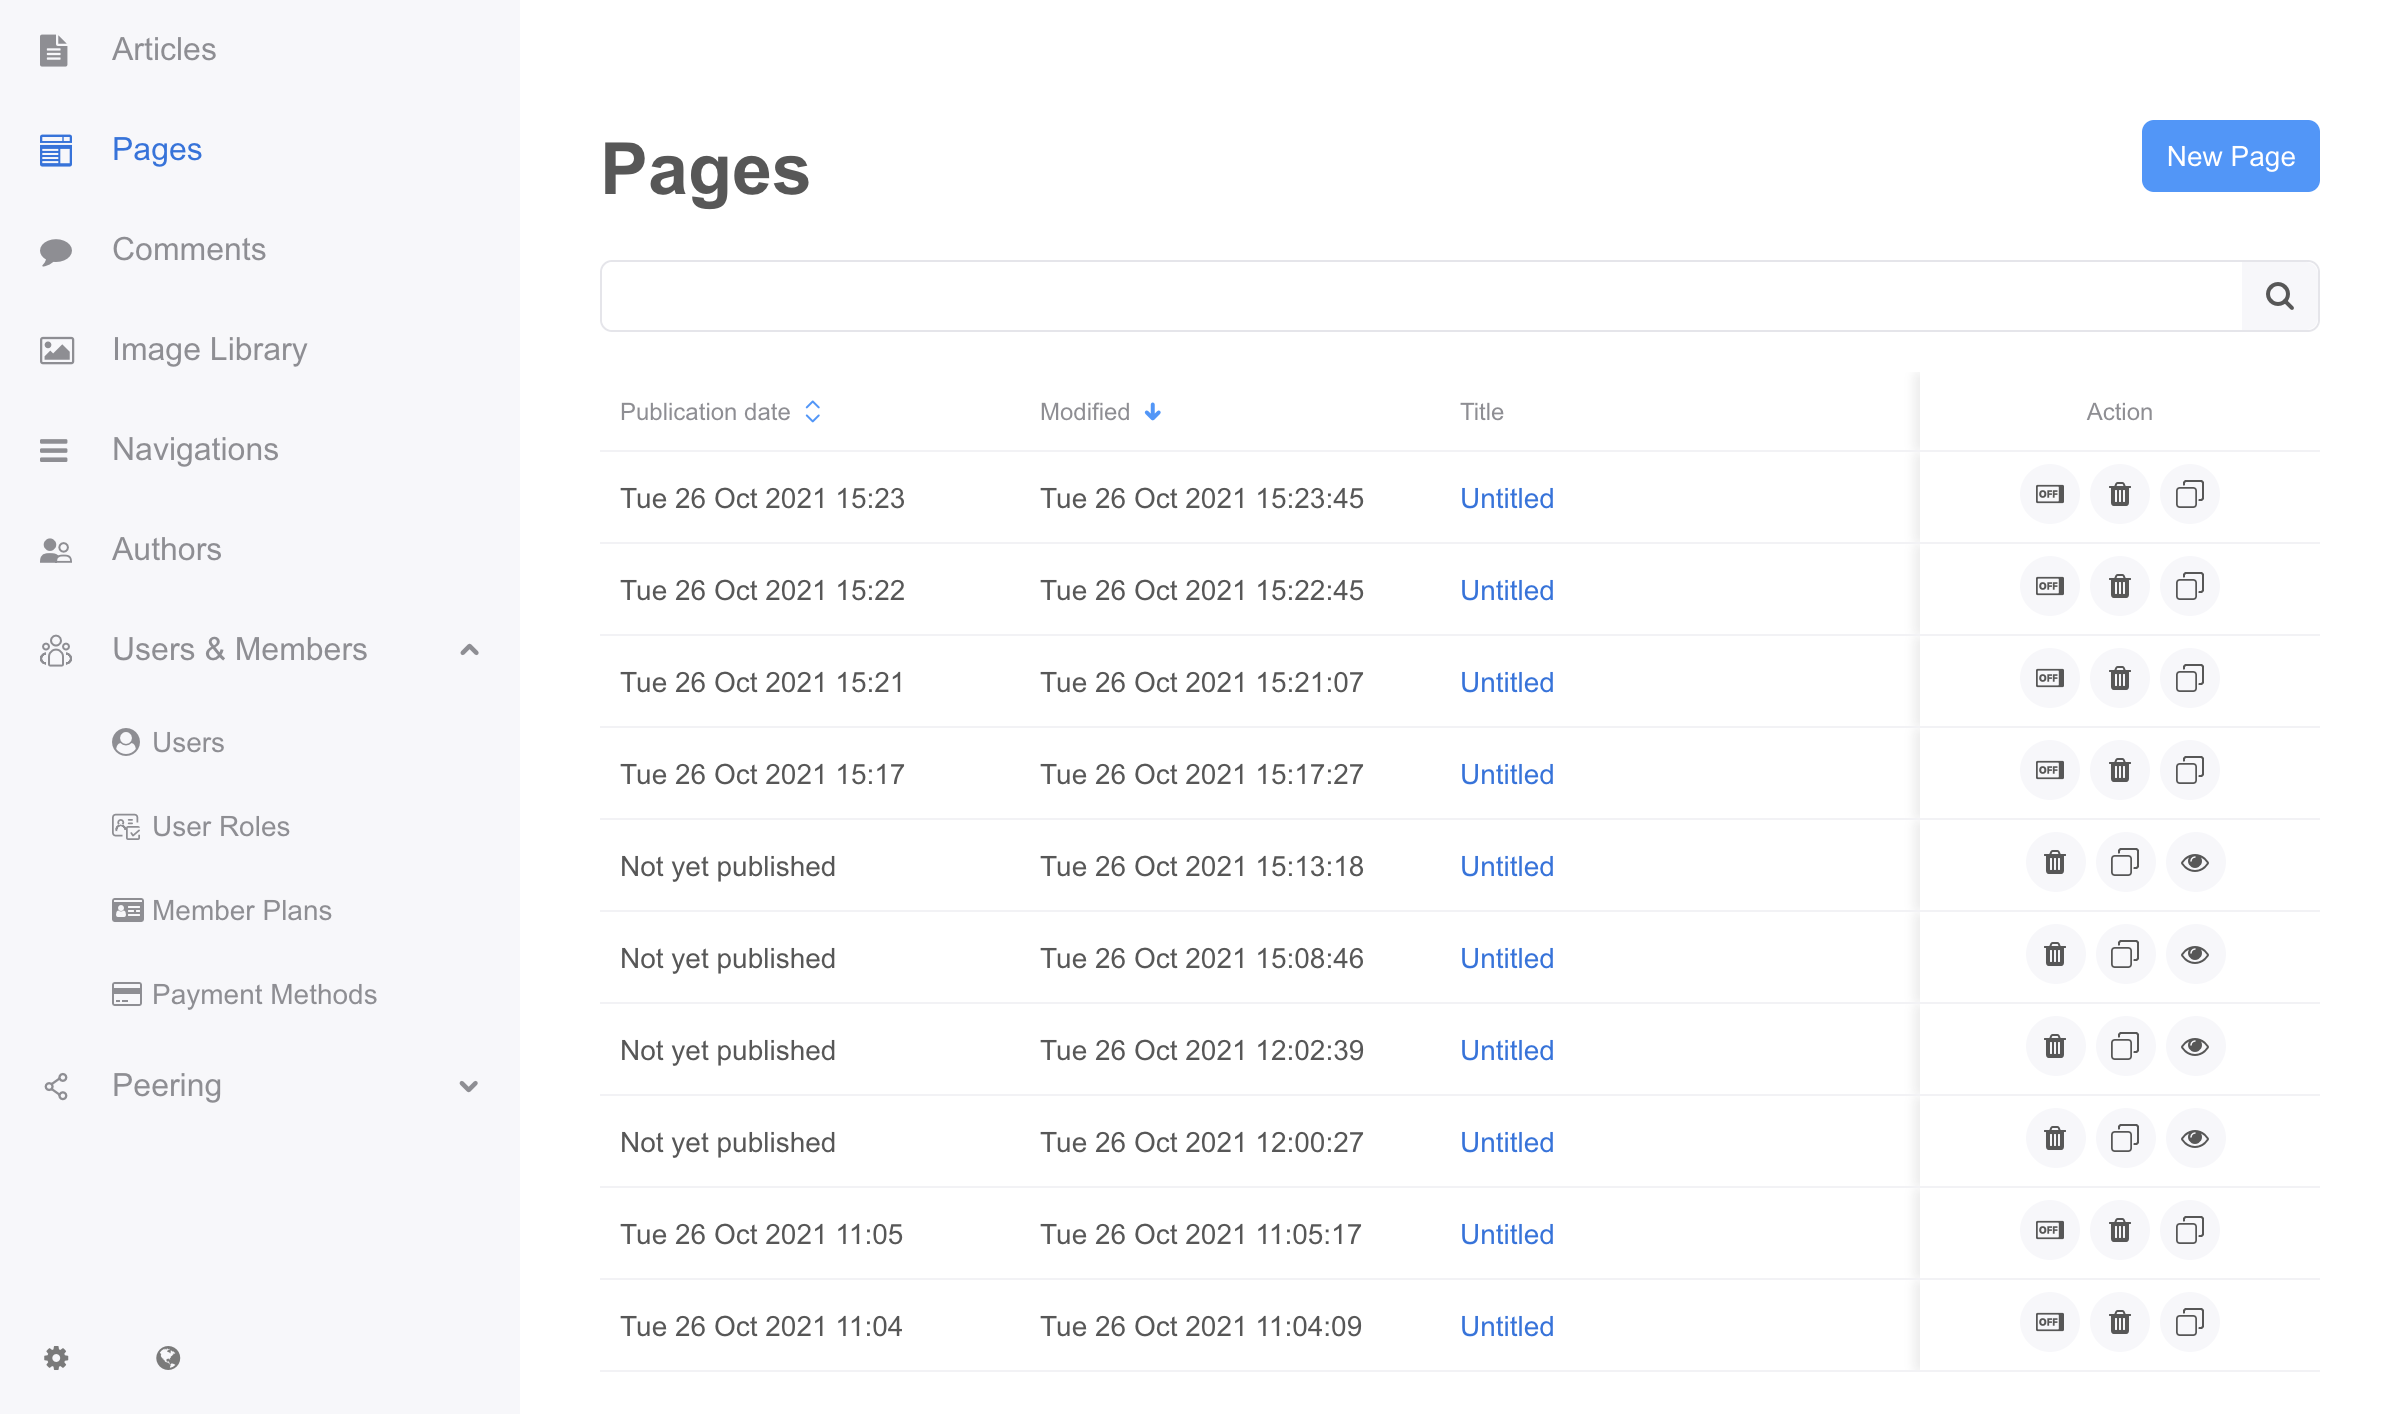 Articles
Pages
Comments
Image Library
Navigations
Authors
Users & Members
Users
User Roles
Member Plans
Payment Methods
Peering
Pages
New Page
Publication date Modified Title Action
Tue 26 Oct 2021 15:23 Tue 26 Oct 2021 15:23:45 Untitled OFF
Tue 26 Oct 2021 15:22 Tue 26 Oct 2021 15:22:45 Untitled OFF
Tue 26 Oct 2021 15:21 Tue 26 Oct 2021 15:21:07 Untitled OFF
Tue 26 Oct 2021 15:17 Tue 26 Oct 2021 15:17:27 Untitled OFF
Not yet published Tue 26 Oct 2021 15:13:18 Untitled
Not yet published Tue 26 Oct 2021 15:08:46 Untitled
Not yet published Tue 26 Oct 2021 12:02:39 Untitled
Not yet published Tue 26 Oct 2021 12:00:27 Untitled
Tue 26 Oct 2021 11:05 Tue 26 Oct 2021 11:05:17 Untitled OFF
Tue 26 Oct 2021 11:04 Tue 26 Oct 2021 11:04:09 Untitled OFF